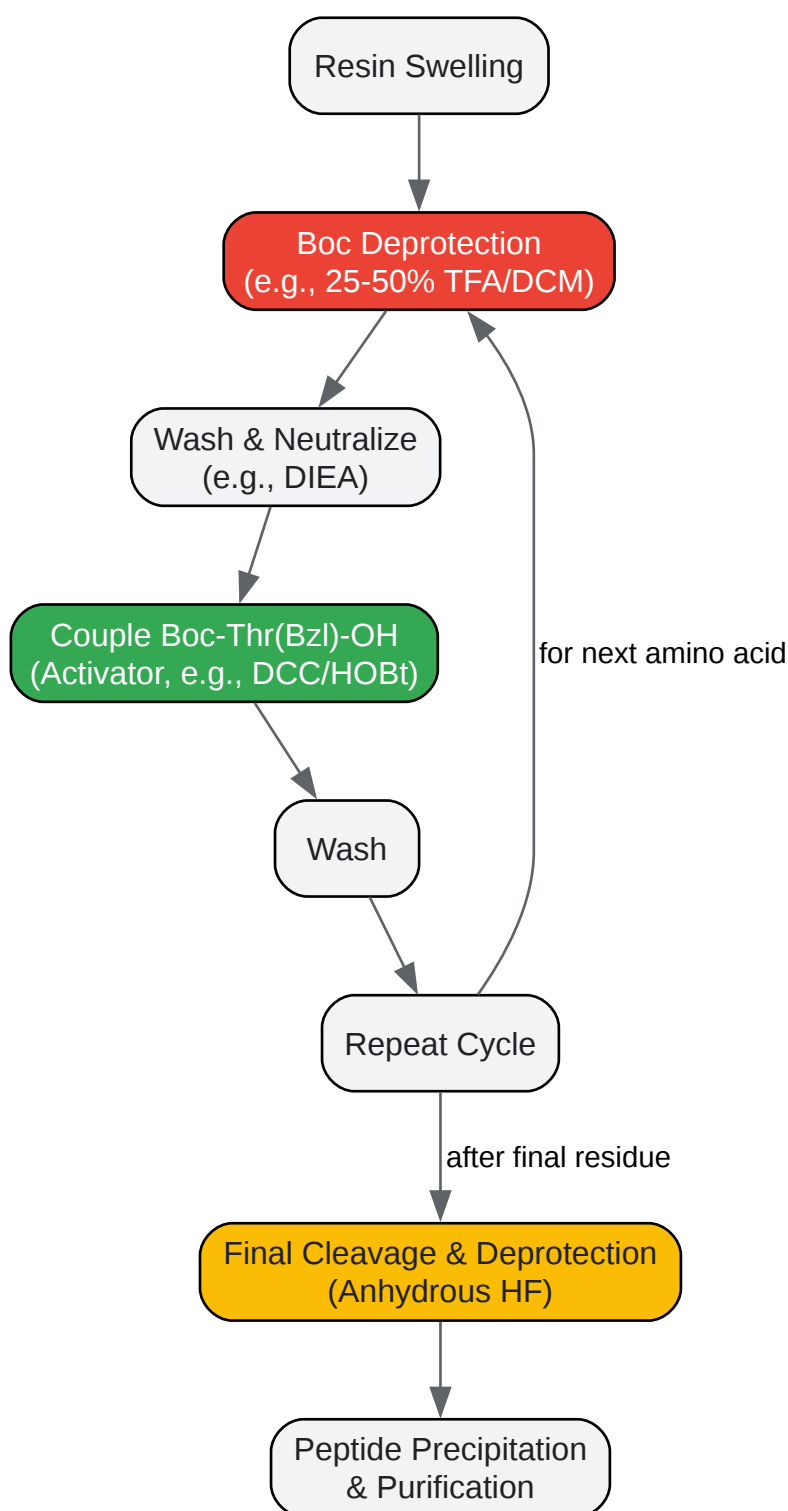 Resin Swelling
Boc Deprotection
(e.g., 25-50% TFA/DCM)
Wash & Neutralize
(e.g., DIEA)
Couple Boc-Thr(Bzl)-OH
(Activator, e.g., DCC/HOBt)
for next amino acid
Wash
Repeat Cycle
after final residue
Final Cleavage & Deprotection
(Anhydrous HF)
Peptide Precipitation
& Purification